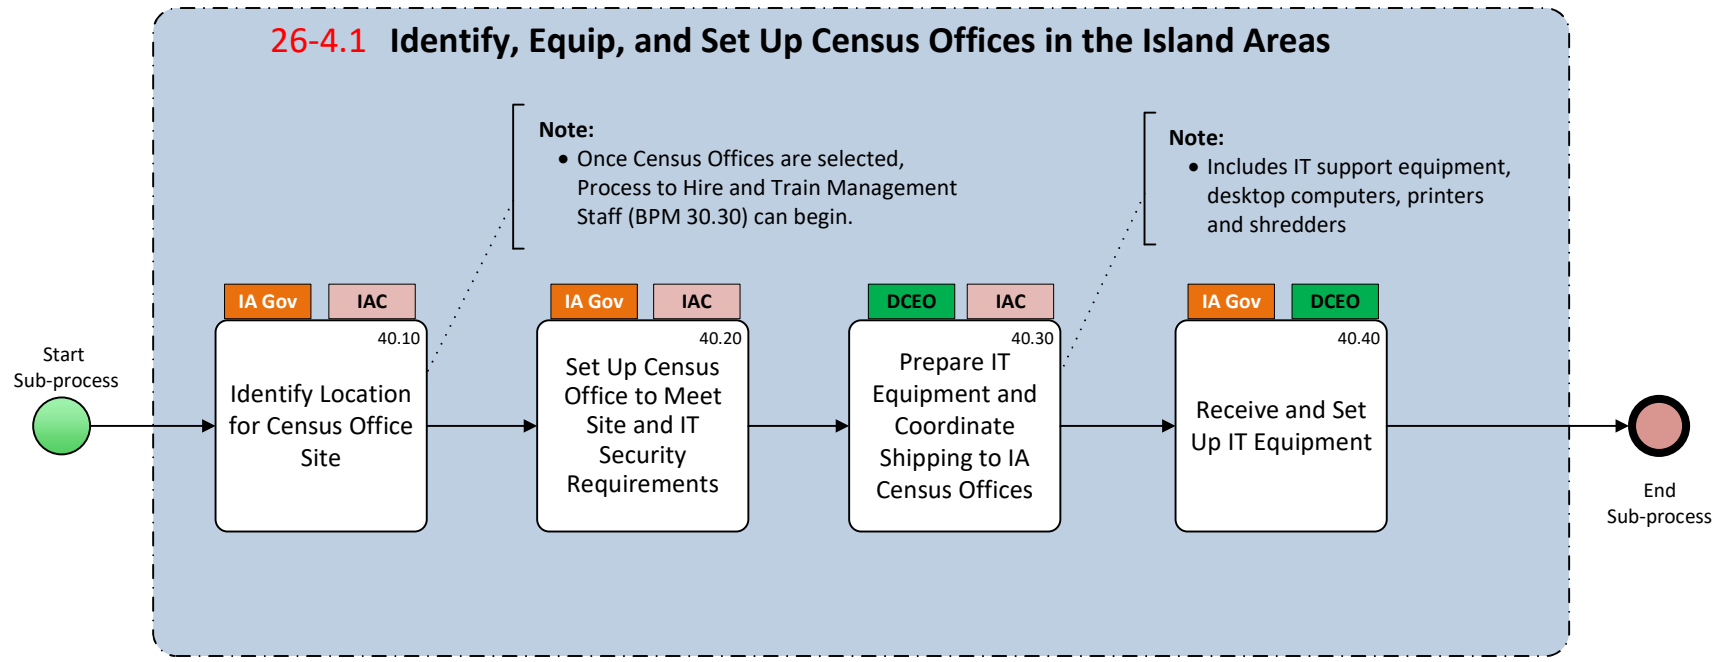 26-4.1 Identify, Equip, and Set Up Census Offices in the Island Areas
Note:
• Once Census Offices are selected,
Process to Hire and Train Management
Staff (BPM 30.30) can begin.
Note:
• Includes IT support equipment,
desktop computers, printers
and shredders
Start
Sub-process
IA Gov
IAC
40.10
Identify Location
for Census Office
Site
IA Gov
IAC
40.20
Set Up Census
Office to Meet
Site and IT
Security
Requirements
DCEO
IAC
40.30
Prepare IT
Equipment and
Coordinate
Shipping to IA
Census Offices
IA Gov
DCEO
40.40
Receive and Set
Up IT Equipment
End
Sub-process